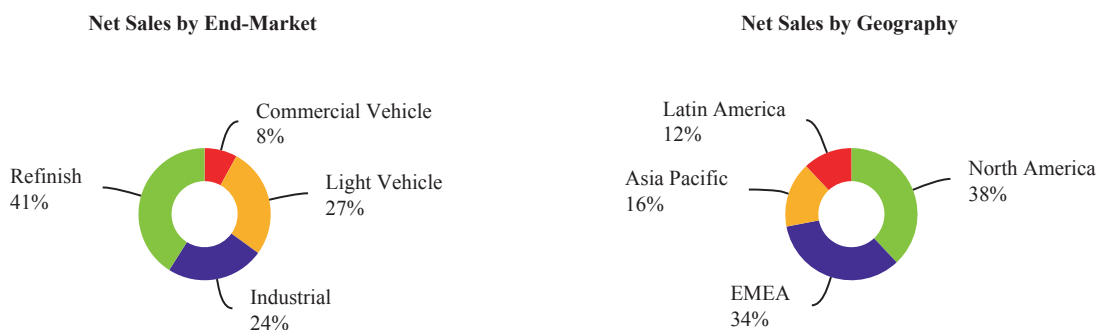 Net Sales by End-Market
Commercial Vehicle
8%
Refinish
41%
Light Vehicle
27%
Industrial
24%
Net Sales by Geography
Latin America
12%
North America
38%
Asia Pacific
16%
EMEA
34%